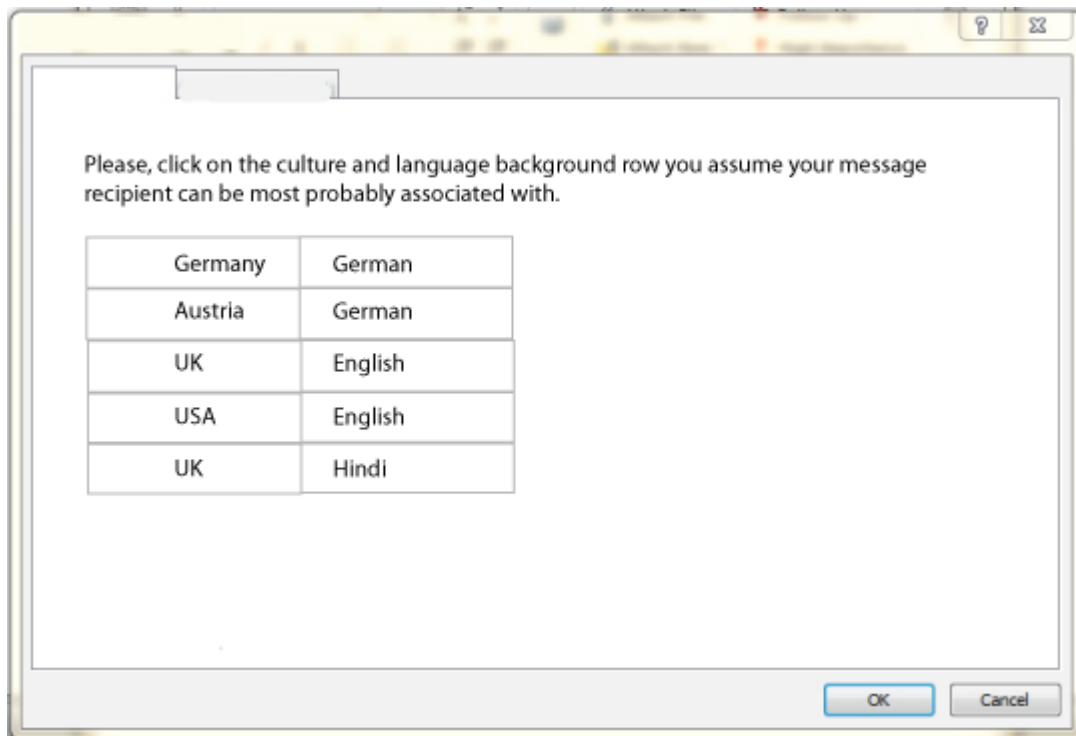 Please, click on the culture and language background row you assume your message
recipient can be most probably associated with.
Germany German
Austria German
UK English
USA English
UK Hindi
OK Cancel